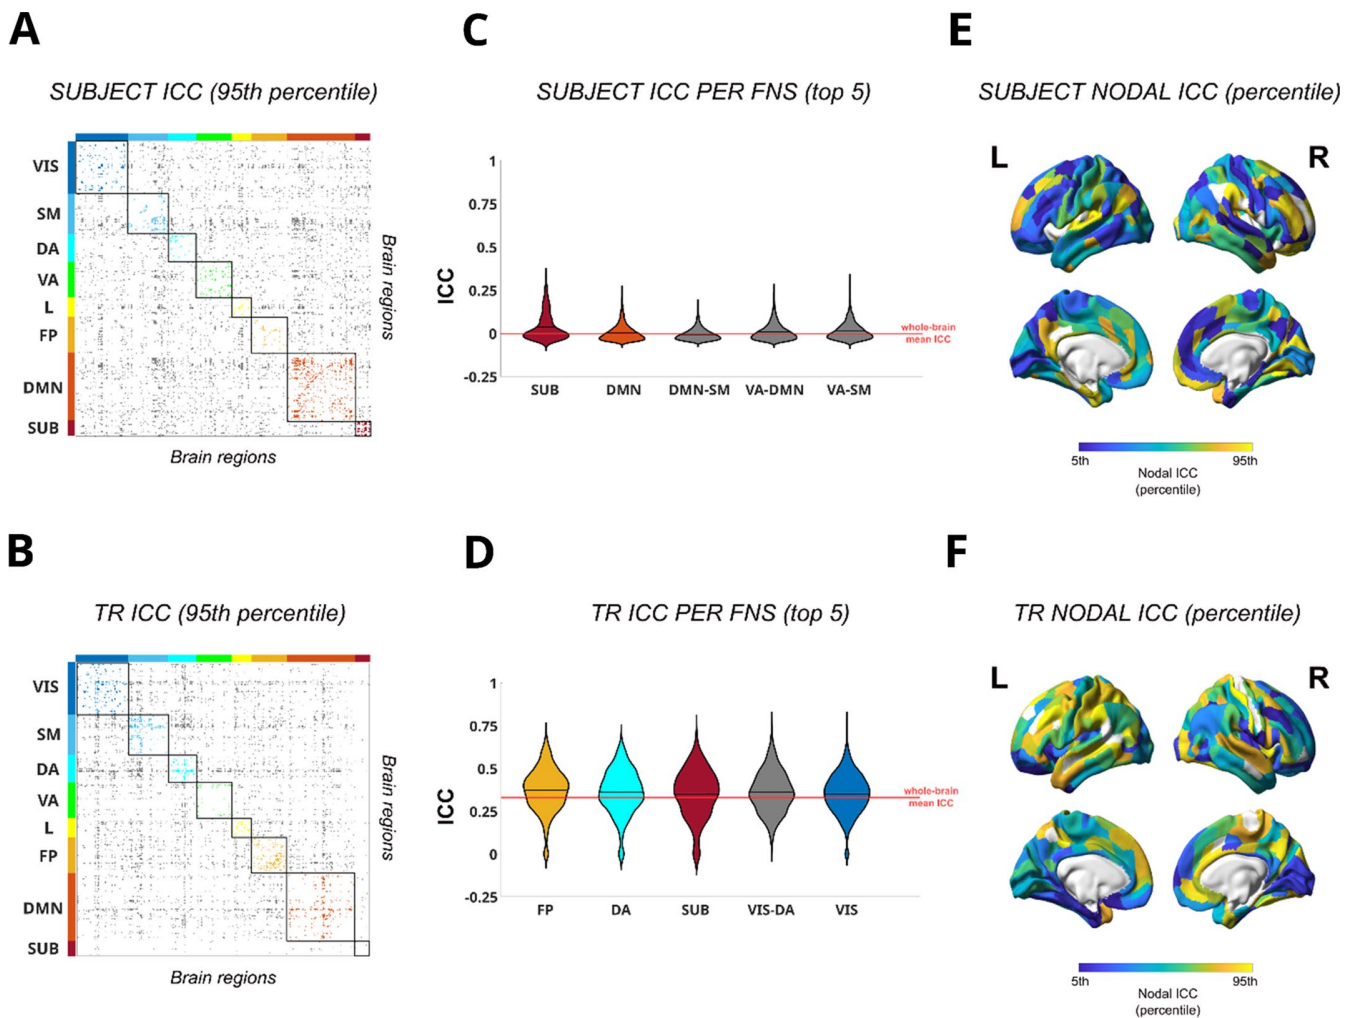 A
SUBJECT ICC (95th percentile)
VIS
SM
DA
VA
L
FP
DMN
SUB
Brain regions
Brain regions
C
SUBJECT ICC PER FNS (top 5)
ICC
1
0.75
0.5
0.25
0
-0.25
whole-brain
mean ICC
SUB DMN DMN-SM VA-DMN VA-SM
E
SUBJECT NODAL ICC (percentile)
L R
5th 95th
Nodal ICC
(percentile)
B
TR ICC (95th percentile)
VIS
SM
DA
VA
L
FP
DMN
SUB
Brain regions
Brain regions
D
TR ICC PER FNS (top 5)
ICC
1
0.75
0.5
0.25
0
-0.25
whole-brain
mean ICC
FP DA SUB VIS-DA VIS
F
TR NODAL ICC (percentile)
L R
5th 95th
Nodal ICC
(percentile)